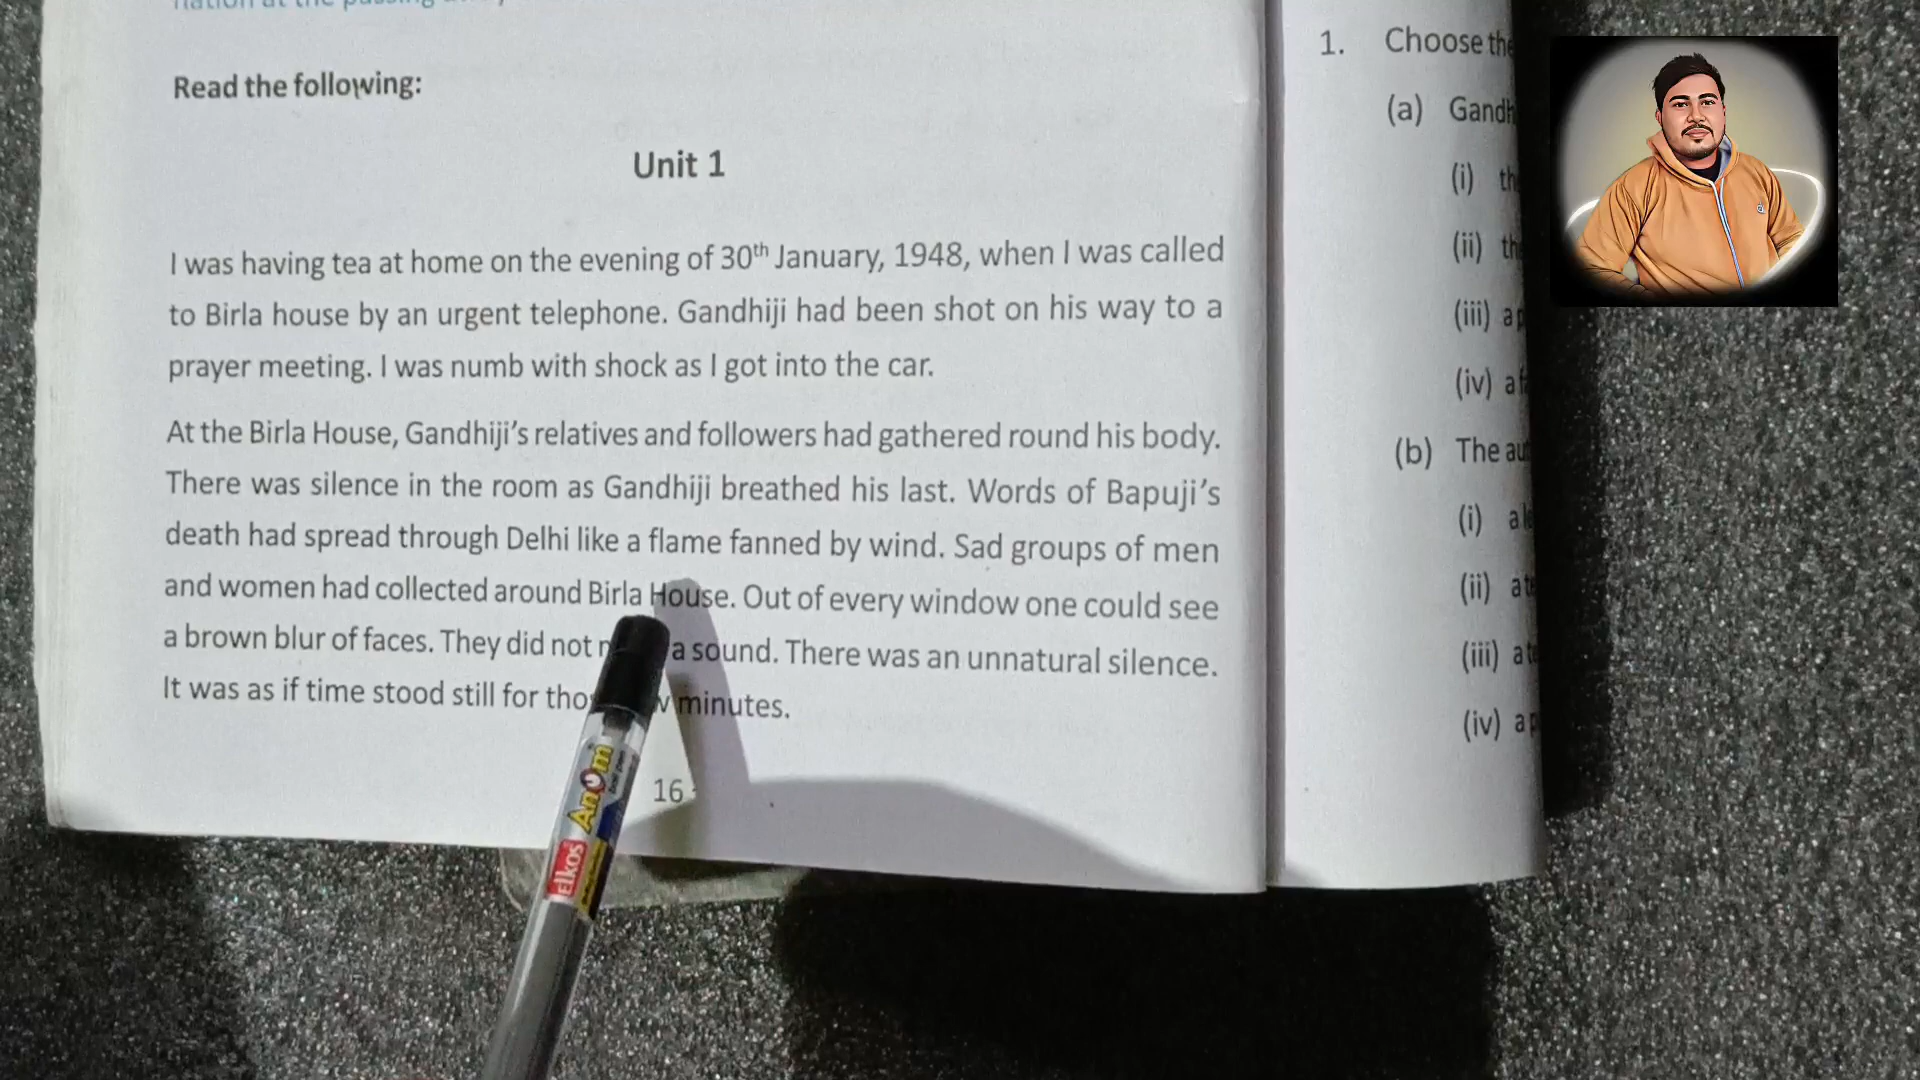 nation at the passing
Read the following:
Unit 1
I was having tea at home on the evening of 30th January, 1948, when I was called
to Birla house by an urgent telephone. Gandhiji had been shot on his way to a
prayer meeting. I was numb with shock as I got into the car.
At the Birla House, Gandhiji's relatives and followers had gathered round his body.
There was silence in the room as Gandhiji breathed his last. Words of Bapuji's
death had spread through Delhi like a flame fanned by wind. Sad groups of men
and women had collected around Birla House. Out of every window one could see
a brown blur of faces. They did not a sound. There was an unnatural silence.
It was as if time stood still for minutes.
16
Elkos Anom
1. Choose the
(a) Gandh
(i)
(ii)
(iii) a
(iv) a
(b) The
(i) a
(ii) a
(iii) a
(iv) a